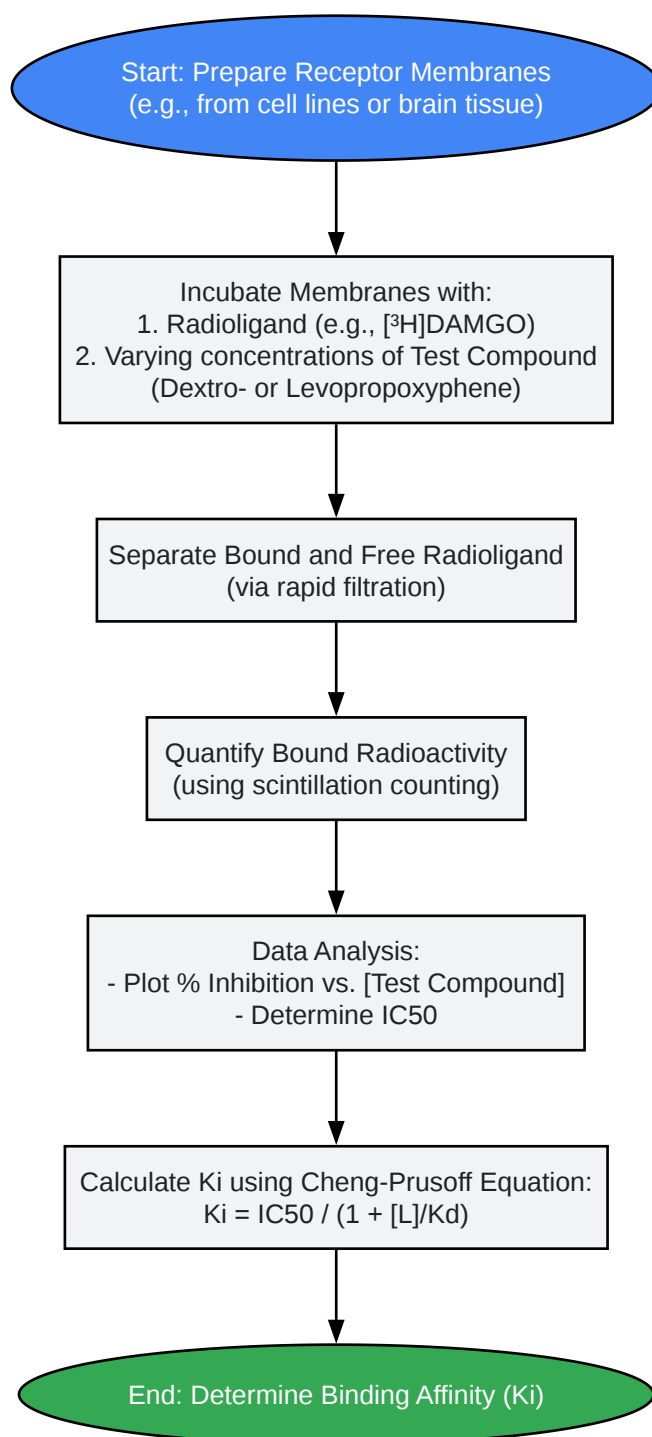 Start: Prepare Receptor Membranes
(e.g., from cell lines or brain tissue)
Incubate Membranes with:
1. Radioligand (e.g., [³H]DAMGO)
2. Varying concentrations of Test Compound
(Dextro- or Levopropoxyphene)
Separate Bound and Free Radioligand
(via rapid filtration)
Quantify Bound Radioactivity
(using scintillation counting)
Data Analysis:
- Plot % Inhibition vs. [Test Compound]
- Determine IC50
Calculate Ki using Cheng-Prusoff Equation:
Ki = IC50 / (1 + [L]/Kd)
End: Determine Binding Affinity (Ki)